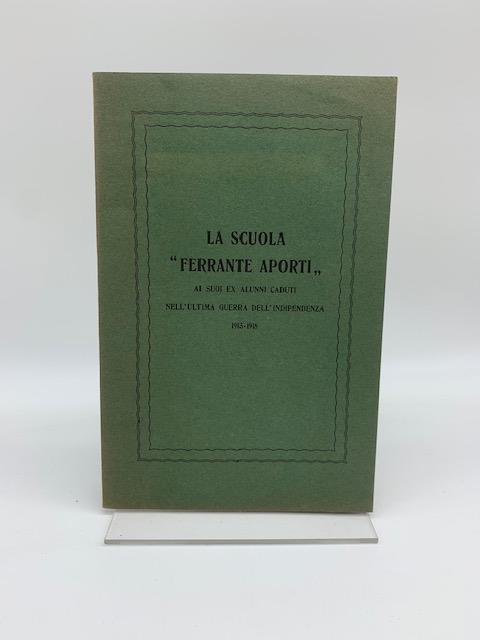 LA SCUOLA
“FERRANTE APORTI„
AI SUOI EX ALUNNI CADUTI
NELL'ULTIMA GUERRA DELL'INDIPENDENZA
1915-1918